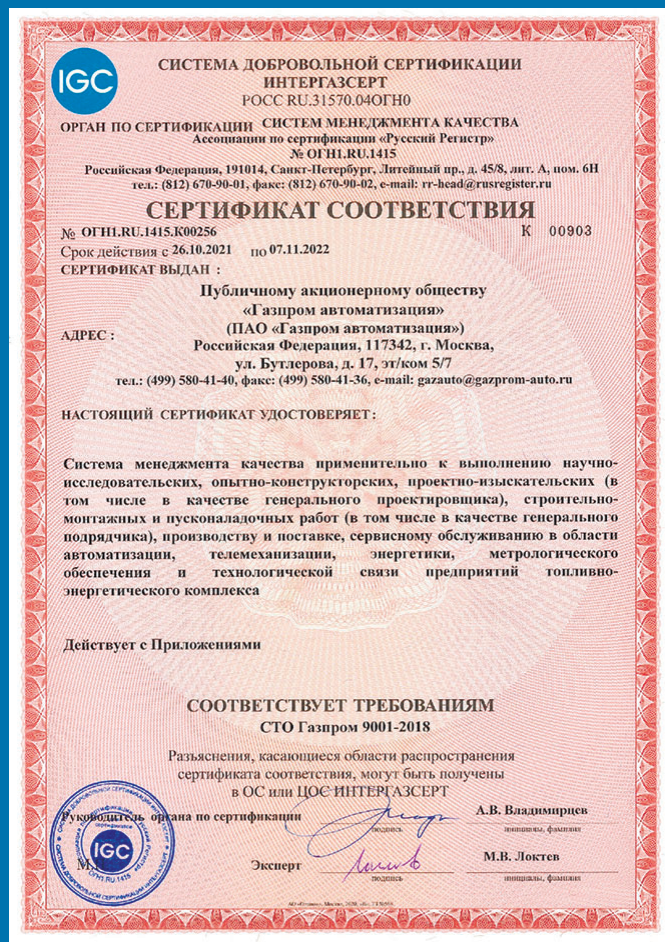 IGC
СИСТЕМА ДОБРОВОЛЬНОЙ СЕРТИФИКАЦИИ
ИНТЕРГАЗСЕРТ
РОСС RU.31570.04ОГН0
ОРГАН ПО СЕРТИФИКАЦИИ СИСТЕМ МЕНЕДЖМЕНТА КАЧЕСТВА
Ассоциации по сертификации «Русский Регистр»
№ ОГН1.RU.1415
Российская Федерация, 191014, Санкт-Петербург, Литейный пр., д. 45/8, лит. А, пом. 6Н
тел.: (812) 670-90-01, факс: (812) 670-90-02, e-mail: rr-head@rusregister.ru
СЕРТИФИКАТ СООТВЕТСТВИЯ
№ ОГН1.RU.1415.К00256 К 00903
Срок действия с 26.10.2021 по 07.11.2022
СЕРТИФИКАТ ВЫДАН :
Публичному акционерному обществу
«Газпром автоматизация»
(ПАО «Газпром автоматизация»)
АДРЕС :
Российская Федерация, 117342, г. Москва,
ул. Бутлерова, д. 17, эт/ком 5/7
тел.: (499) 580-41-40, факс: (499) 580-41-36, e-mail: gazauto@gazprom-auto.ru
НАСТОЯЩИЙ СЕРТИФИКАТ УДОСТОВЕРЯЕТ :
Система менеджмента качества применительно к выполнению научно-
исследовательских, опытно-конструкторских, проектно-изыскательских (в
том числе в качестве генерального проектировщика), строительно-
монтажных и пусконаладочных работ (в том числе в качестве генерального
подрядчика), производству и поставке, сервисному обслуживанию в области
автоматизации, телемеханизации, энергетики, метрологического
обеспечения и технологической связи предприятий топливно-
энергетического комплекса
Действует с Приложениями
СООТВЕТСТВУЕТ ТРЕБОВАНИЯМ
СТО Газпром 9001-2018
Разъяснения, касающиеся области распространения
сертификата соответствия, могут быть получены
в ОС или ЦОС ИНТЕРГАЗСЕРТ
Руководитель органа по сертификации А.В. Владимирцев
подпись инициалы, фамилия
М.
IGC
ОГН1.RU.1415
Эксперт М.В. Локтев
подпись инициалы, фамилия